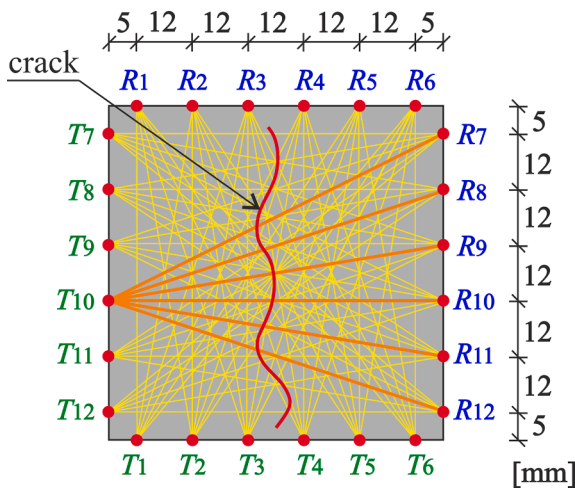 5 12 12 12 12 12 5
crack
R1 R2 R3 R4 R5 R6
T7 R7 5
T8 R8 12
T9 R9 12
T10 R10 12
T11 R11 12
T12 R12 12
T1 T2 T3 T4 T5 T6 5
[mm]